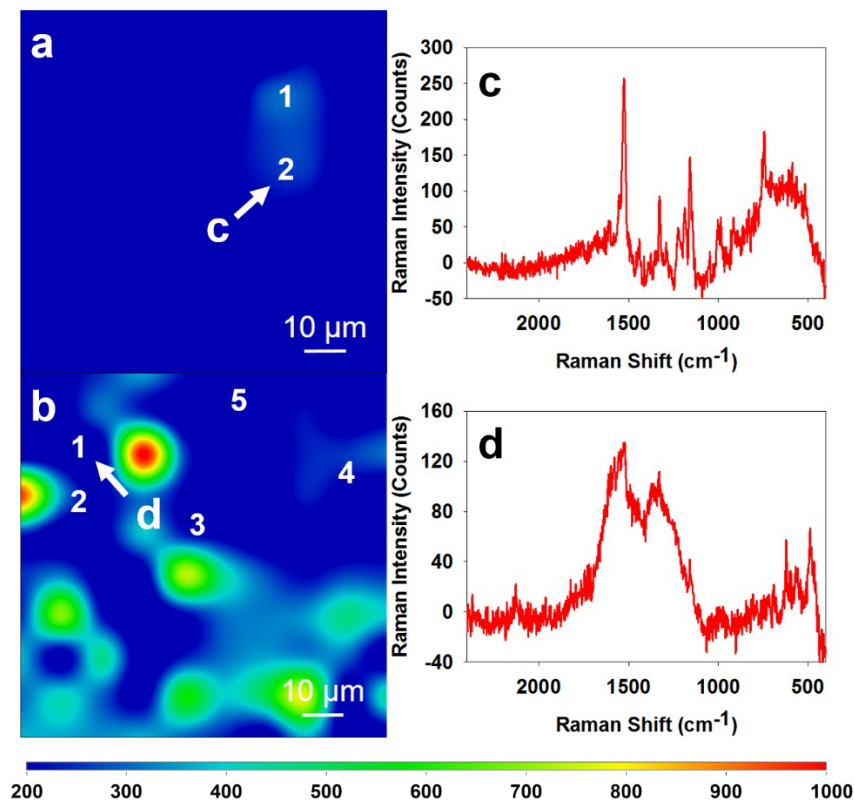 a
1
2
c
10 µm
b
5
1
4
2
d
3
10 µm
200 300 400 500 600 700 800 900 1000
c
Raman Intensity (Counts)
300
250
200
150
100
50
0
-50
2000 1500 1000 500
Raman Shift (cm-1)
d
Raman Intensity (Counts)
160
120
80
40
0
-40
2000 1500 1000 500
Raman Shift (cm-1)